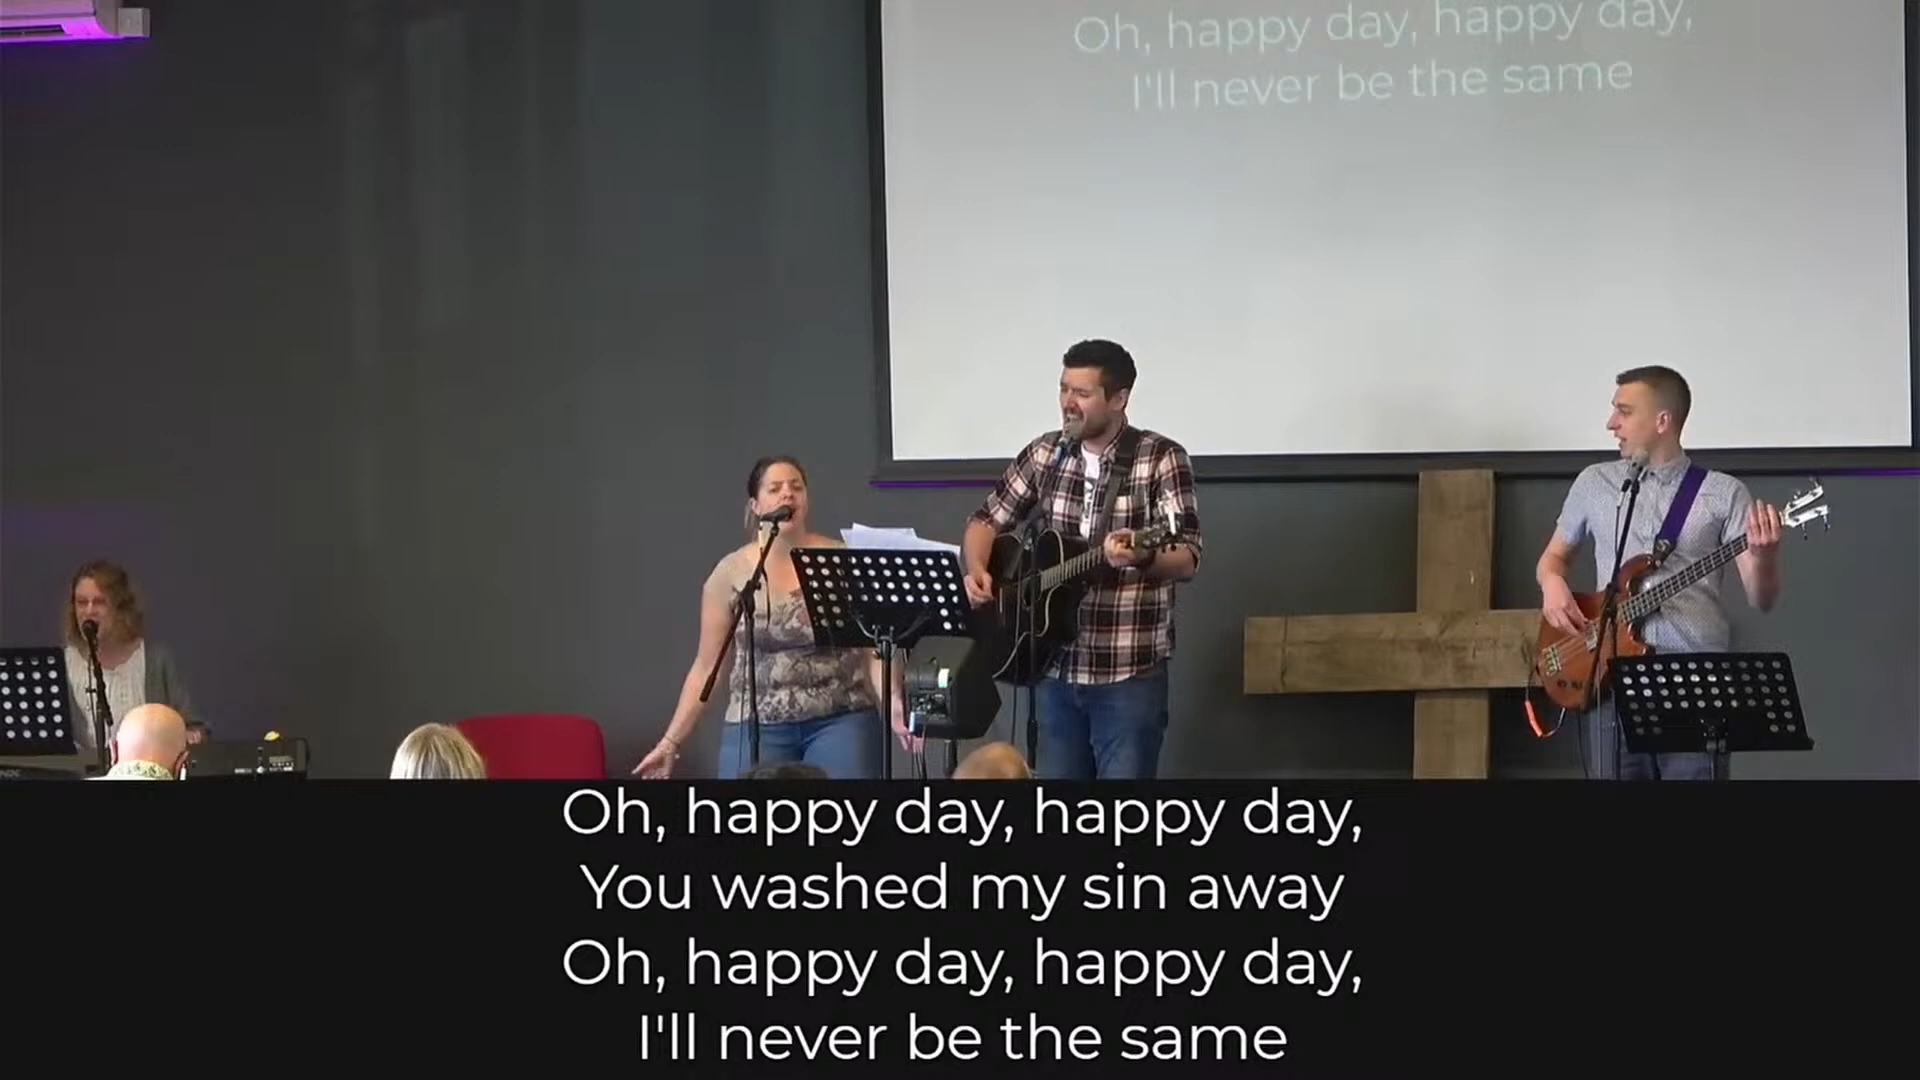 Oh, happy day, happy day,
I'll never be the same
Oh, happy day, happy day,
You washed my sin away
Oh, happy day, happy day,
I'll never be the same